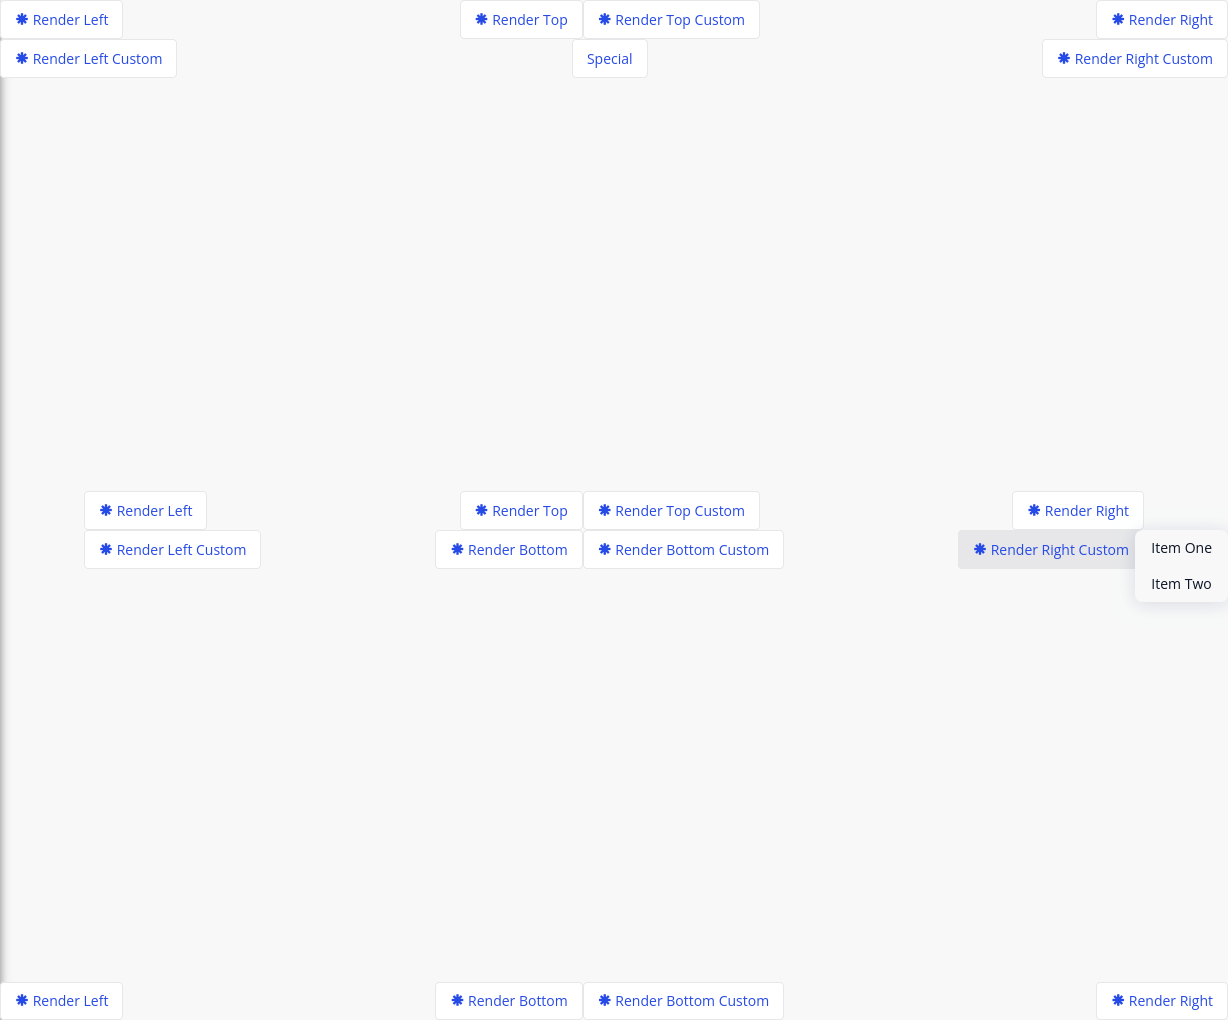 Render Left
Render Top
Render Top Custom
Render Right
Render Left Custom
Special
Render Right Custom
Render Left
Render Top
Render Top Custom
Render Right
Render Left Custom
Render Bottom
Render Bottom Custom
Render Right Custom
Item One
Item Two
Render Left
Render Bottom
Render Bottom Custom
Render Right